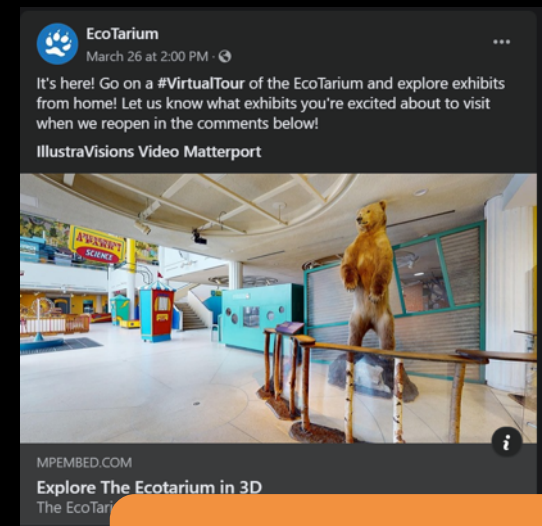 EcoTarium
March 26 at 2:00 PM ·
It's here! Go on a #VirtualTour of the EcoTarium and explore exhibits
from home! Let us know what exhibits you're excited about to visit
when we reopen in the comments below!
IllustraVisions Video Matterport
AMUSEMENT
PARK
SCIENCE
i
MPEMBED.COM
Explore The Ecotarium in 3D
The